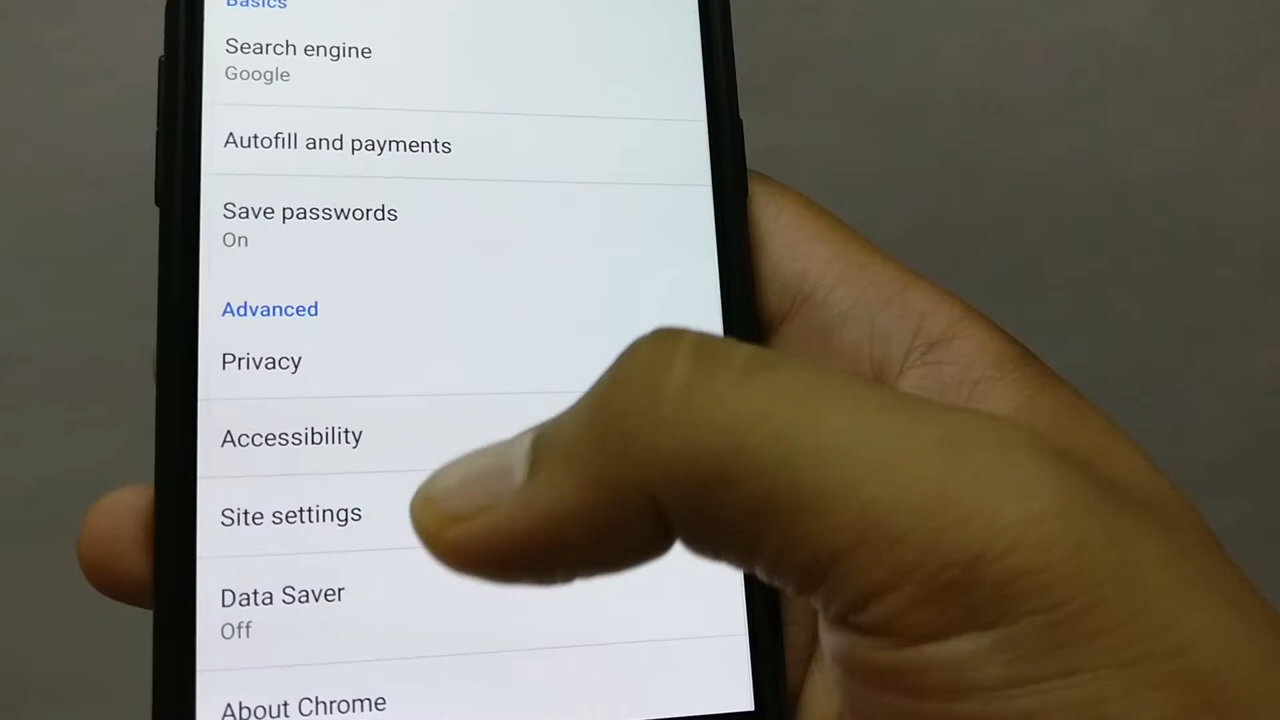 Basics
Search engine
Google
Autofill and payments
Save passwords
On
Advanced
Privacy
Accessibility
Site settings
Data Saver
Off
About Chrome